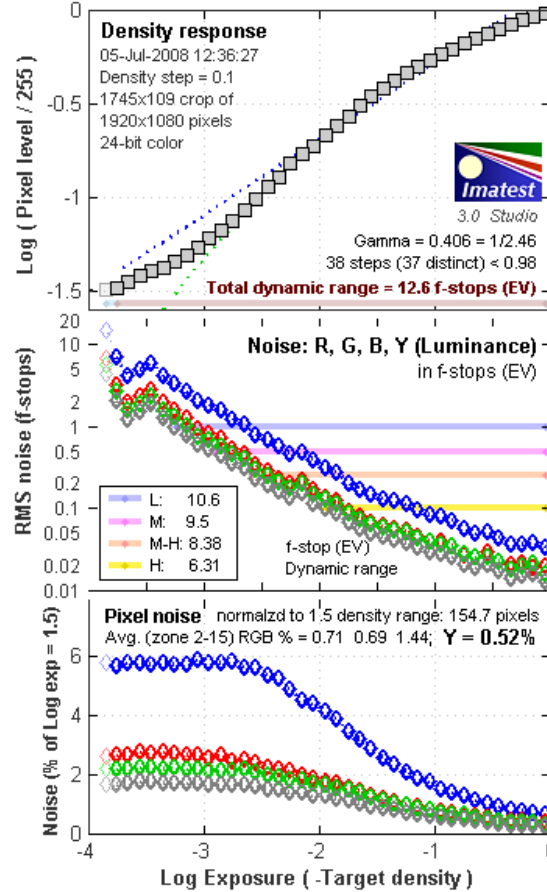 0
-0.5
-1
-1.5
Log ( Pixel level / 255 )
Density response
05-Jul-2008 12:36:27
Density step = 0.1
1745x109 crop of
1920x1080 pixels
24-bit color
Imatest
3.0 Studio
Gamma = 0.406 = 1/2.46
38 steps (37 distinct) < 0.98
Total dynamic range = 12.6 f-stops (EV)
20
10
5
2
1
0.5
0.2
0.1
0.05
0.02
0.01
RMS noise (f-stops)
Noise: R, G, B, Y (Luminance)
in f-stops (EV)
L: 10.6
M: 9.5
M-H: 8.38
H: 6.31
f-stop (EV)
Dynamic range
Pixel noise normalzd to 1.5 density range: 154.7 pixels
Avg. (zone 2-15) RGB % = 0.71 0.69 1.44; Y = 0.52%
6
4
2
0
Noise (% of Log exp = 1.5)
-4 -3 -2 -1
Log Exposure ( -Target density )